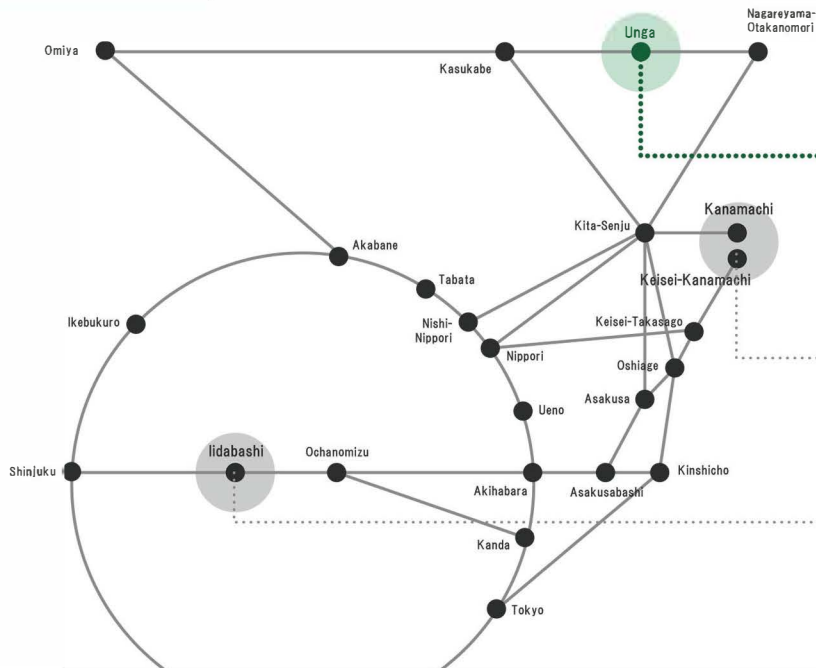 Nagareyama-
Otakanomori
Unga
Omiya
Kasukabe
Kanamachi
Kita-Senju
Akabane
Keisei-Kanamachi
Tabata
Ikebukuro
Nishi-
Nippori
Keisei-Takasago
Nippori
Oshiage
Asakusa
Ueno
Iidabashi
Ochanomizu
Shinjuku
Akihabara
Asakusabashi
Kinshicho
Kanda
Tokyo